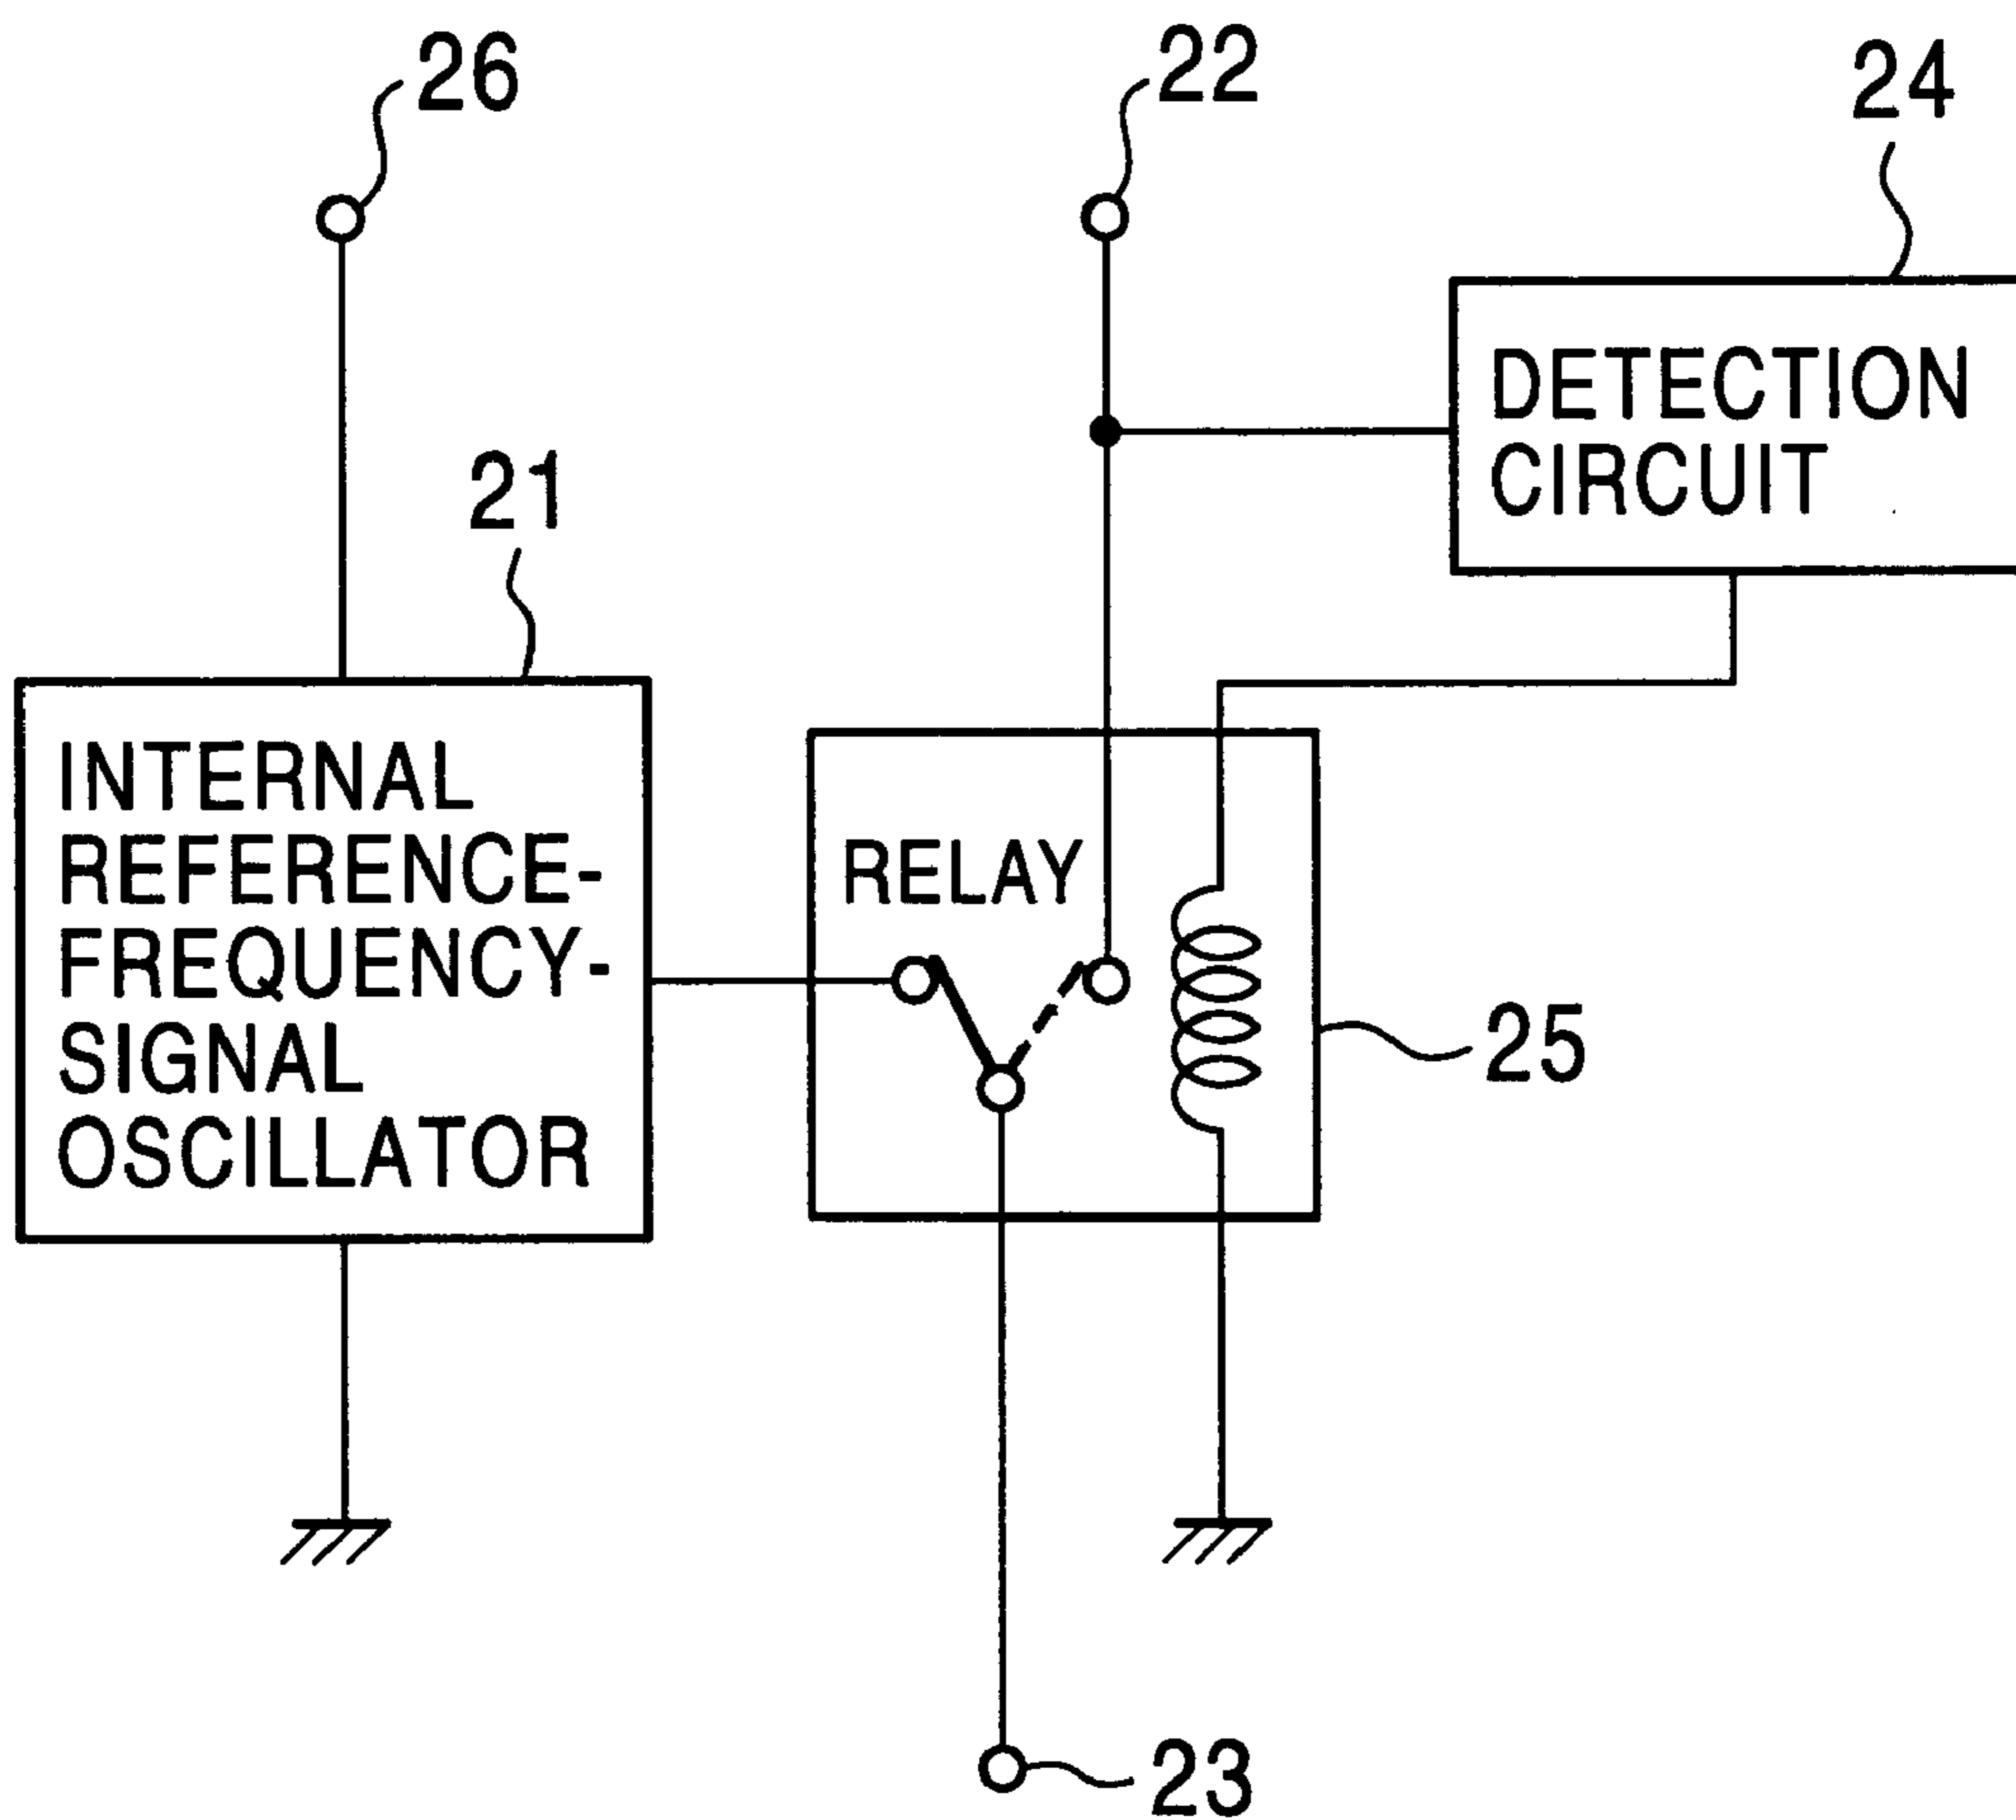 26
22
24
DETECTION
CIRCUIT
21
INTERNAL
REFERENCE-
FREQUENCY-
SIGNAL
OSCILLATOR
RELAY
25
23